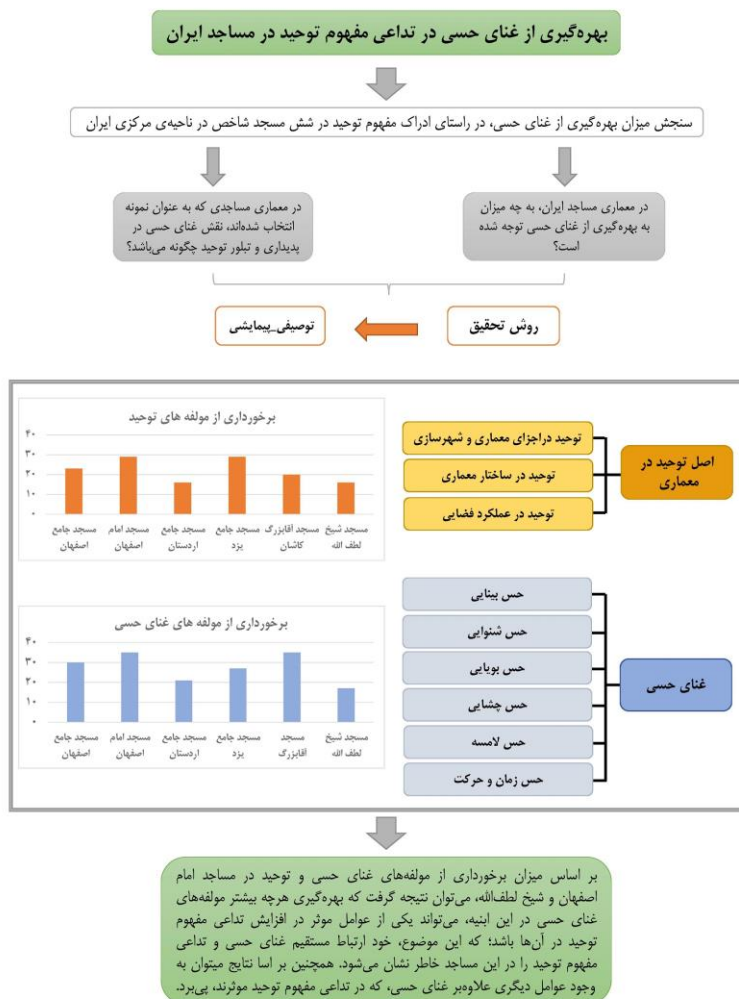 بهره‌گیری از غنای حسی در تداعی مفهوم توحید در مساجد ایران
سنجش میزان بهره‌گیری از غنای حسی، در راستای ادراک مفهوم توحید در شش مسجد شاخص در ناحیه‌ی مرکزی ایران
در معماری مساجد ایران، به چه میزان
به بهره‌گیری از غنای حسی توجه شده
است؟
در معماری مساجدی که به عنوان نمونه
انتخاب شده‌اند، نقش غنای حسی در
پدیداری و تبلور توحید چگونه می‌باشد؟
روش تحقیق
توصیفی_پیمایشی
اصل توحید در
معماری
توحید دراجزای معماری و شهرسازی
توحید در ساختار معماری
توحید در عملکرد فضایی
برخورداری از مولفه های توحید
۴۰
۳۰
۲۰
۱۰
۰
مسجد جامع
اصفهان
مسجد امام
اصفهان
مسجد جامع
اردستان
مسجد جامع
یزد
مسجد آقابزرگ
کاشان
مسجد شیخ
لطف الله
غنای حسی
حس بینایی
حس شنوایی
حس بویایی
حس چشایی
حس لامسه
حس زمان و حرکت
برخورداری از مولفه های غنای حسی
۴۰
۳۰
۲۰
۱۰
۰
مسجد جامع
اصفهان
مسجد امام
اصفهان
مسجد جامع
اردستان
مسجد جامع
یزد
مسجد
آقابزرگ
مسجد شیخ
لطف الله
بر اساس میزان برخورداری از مولفه‌های غنای حسی و توحید در مساجد امام
اصفهان و شیخ لطف‌الله، می‌توان نتیجه گرفت که بهره‌گیری هرچه بیشتر مولفه‌های
غنای حسی در این ابنیه، می‌تواند یکی از عوامل موثر در افزایش تداعی مفهوم
توحید در آن‌ها باشد؛ که این موضوع، خود ارتباط مستقیم غنای حسی و تداعی
مفهوم توحید را در این مساجد خاطر نشان می‌شود. همچنین بر اسا نتایج میتوان به
وجود عوامل دیگری علاوه‌بر غنای حسی، که در تداعی مفهوم توحید موثرند، پی‌برد.